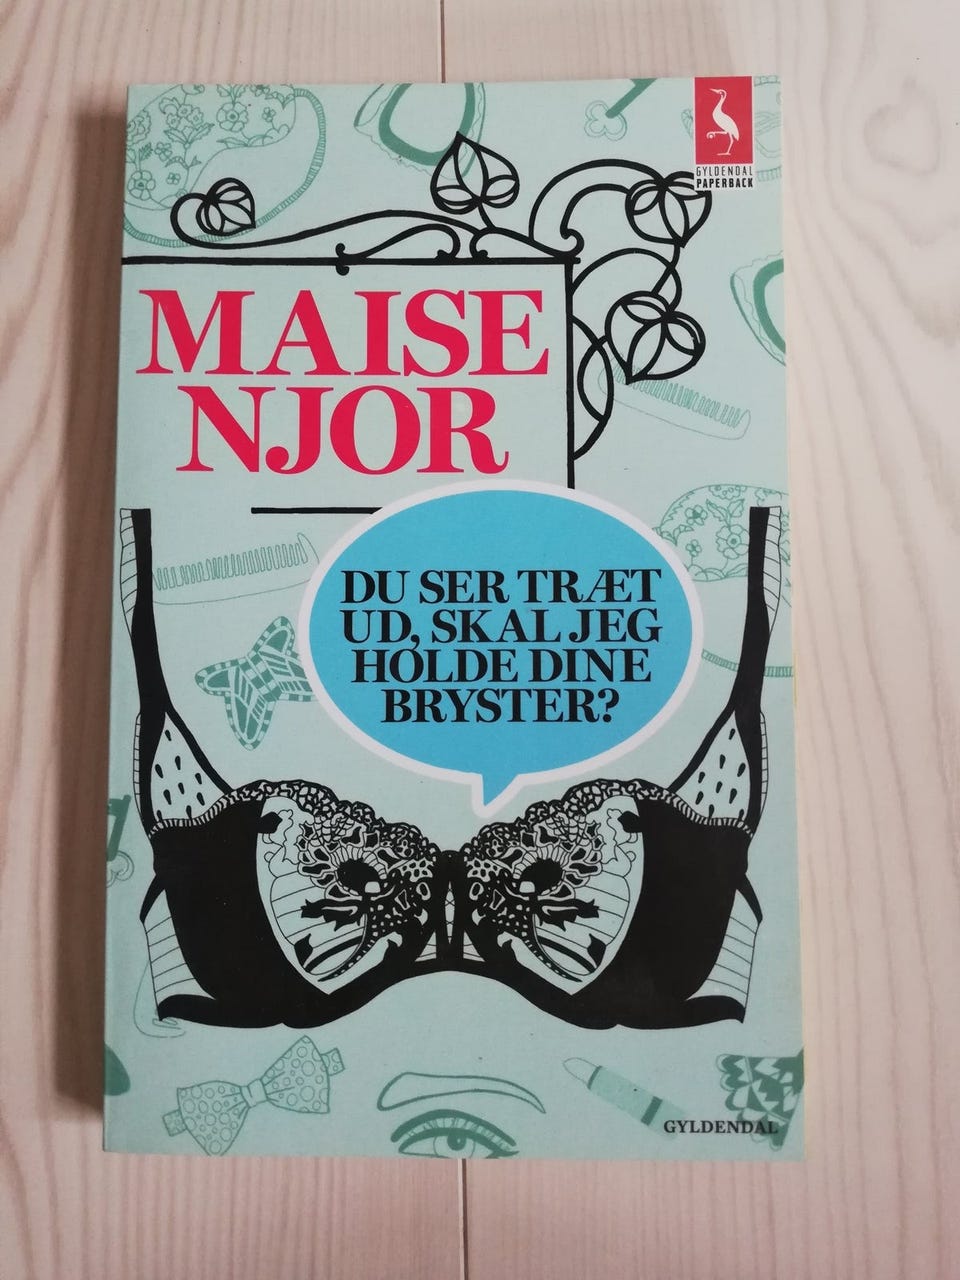 GYLDENDAL
PAPERBACK
MAISE
NJOR
DU SER TRÆT
UD, SKAL JEG
HOLDE DINE
BRYSTER?
GYLDENDAL